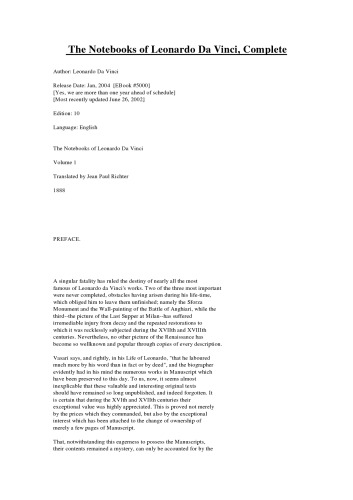 The Notebooks of Leonardo Da Vinci, Complete
Author: Leonardo Da Vinci
Release Date: Jan, 2004 [EBook #5000]
[Yes, we are more than one year ahead of schedule]
[Most recently updated June 26, 2002]
Edition: 10
Language: English
The Notebooks of Leonardo Da Vinci
Volume 1
Translated by Jean Paul Richter
1888
PREFACE.
A singular fatality has ruled the destiny of nearly all the most
famous of Leonardo da Vinci's works. Two of the three most important
were never completed, obstacles having arisen during his life-time,
which obliged him to leave them unfinished; namely the Sforza
Monument and the Wall-painting of the Battle of Anghiari, while the
third--the picture of the Last Supper at Milan--has suffered
irremediable injury from decay and the repeated restorations to
which it was recklessly subjected during the XVIIth and XVIIIth
centuries. Nevertheless, no other picture of the Renaissance has
become so wellknown and popular through copies of every description.
Vasari says, and rightly, in his Life of Leonardo, "that he laboured
much more by his word than in fact or by deed", and the biographer
evidently had in his mind the numerous works in Manuscript which
have been preserved to this day. To us, now, it seems almost
inexplicable that these valuable and interesting original texts
should have remained so long unpublished, and indeed forgotten. It
is certain that during the XVIth and XVIIth centuries their
exceptional value was highly appreciated. This is proved not merely
by the prices which they commanded, but also by the exceptional
interest which has been attached to the change of ownership of
merely a few pages of Manuscript.
That, notwithstanding this eagerness to possess the Manuscripts,
their contents remained a mystery, can only be accounted for by the